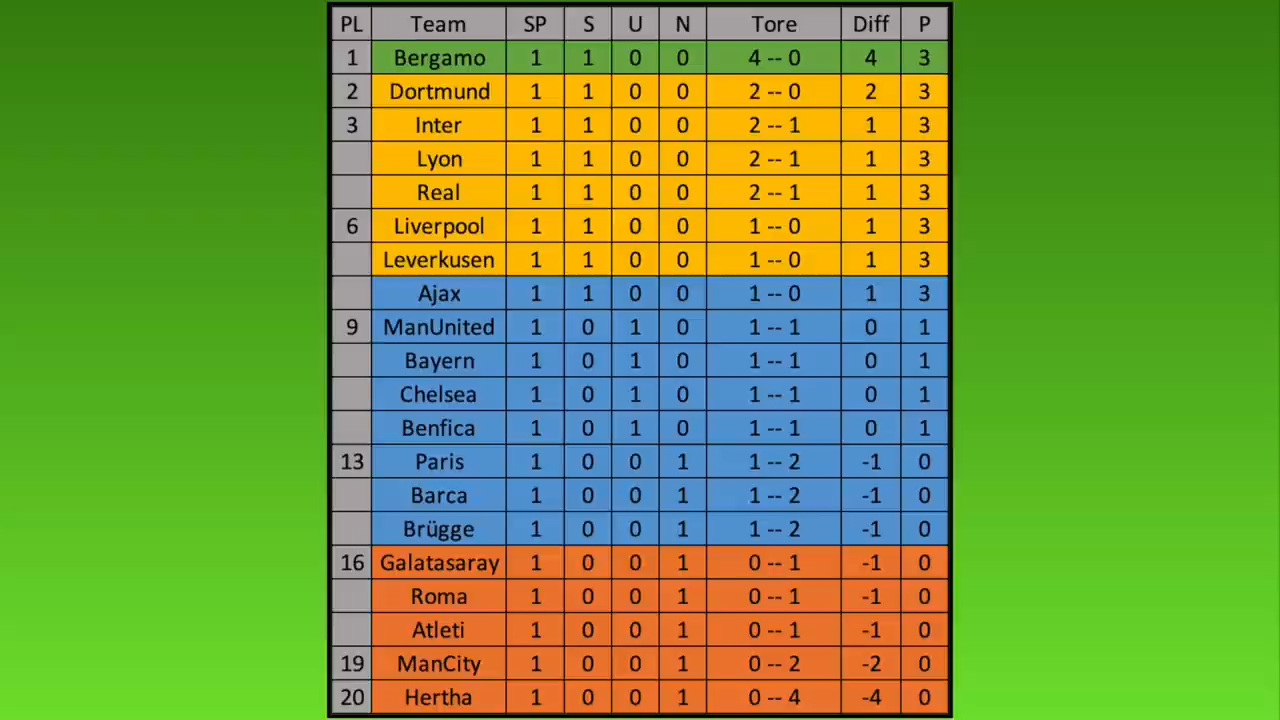 PL Team SP S U N Tore Diff P
1 Bergamo 1 1 0 0 4 -- 0 4 3
2 Dortmund 1 1 0 0 2 -- 0 2 3
3 Inter 1 1 0 0 2 -- 1 1 3
Lyon 1 1 0 0 2 -- 1 1 3
Real 1 1 0 0 2 -- 1 1 3
6 Liverpool 1 1 0 0 1 -- 0 1 3
Leverkusen 1 1 0 0 1 -- 0 1 3
Ajax 1 1 0 0 1 -- 0 1 3
9 ManUnited 1 0 1 0 1 -- 1 0 1
Bayern 1 0 1 0 1 -- 1 0 1
Chelsea 1 0 1 0 1 -- 1 0 1
Benfica 1 0 1 0 1 -- 1 0 1
13 Paris 1 0 0 1 1 -- 2 -1 0
Barca 1 0 0 1 1 -- 2 -1 0
Brügge 1 0 0 1 1 -- 2 -1 0
16 Galatasaray 1 0 0 1 0 -- 1 -1 0
Roma 1 0 0 1 0 -- 1 -1 0
Atleti 1 0 0 1 0 -- 1 -1 0
19 ManCity 1 0 0 1 0 -- 2 -2 0
20 Hertha 1 0 0 1 0 -- 4 -4 0